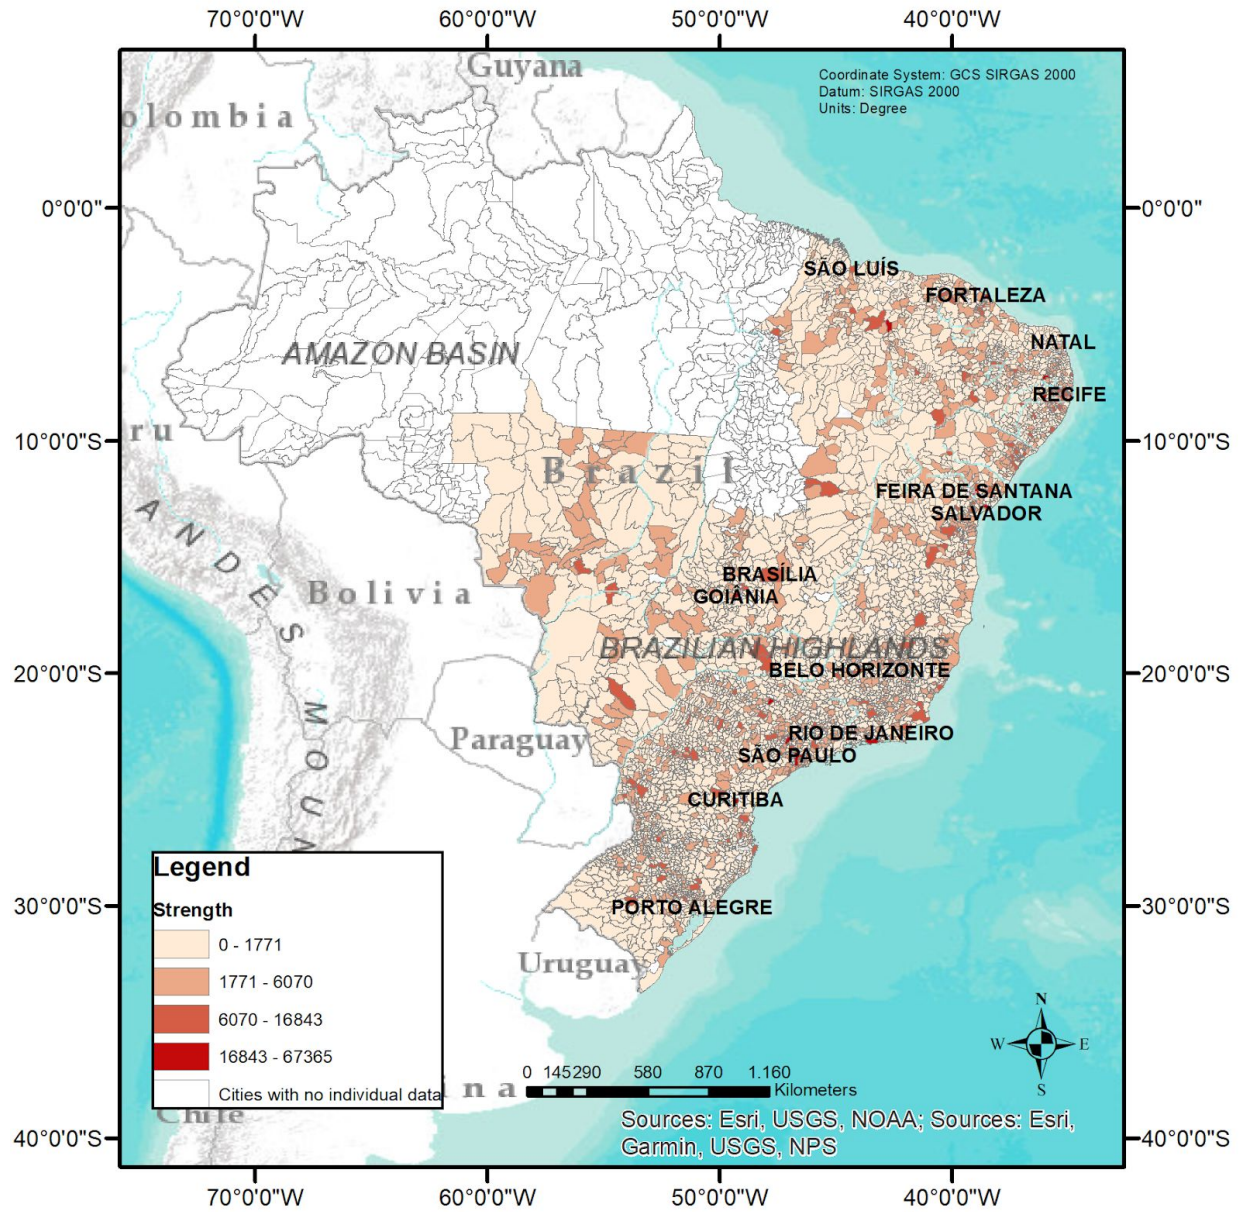 70°0'0"W 60°0'0"W 50°0'0"W 40°0'0"W
Guyana
Coordinate System: GCS SIRGAS 2000
Datum: SIRGAS 2000
Units: Degree
olombia
0°0'0" 0°0'0"
SÃO LUÍS
FORTALEZA
NATAL
AMAZON BASIN
RECIFE
ru
10°0'0"S 10°0'0"S
Brazil
FEIRA DE SANTANA
SALVADOR
BRASÍLIA
GOIÂNIA
Bolivia
ANDES
BRAZILIAN HIGHLANDS
BELO HORIZONTE
20°0'0"S 20°0'0"S
MOUN
Paraguay
RIO DE JANEIRO
SÃO PAULO
CURITIBA
Legend
Strength
0 - 1771
1771 - 6070
6070 - 16843
16843 - 67365
Cities with no individual data
30°0'0"S 30°0'0"S
PORTO ALEGRE
Uruguay
N
W E
S
0 145 290 580 870 1.160
Kilometers
ina
Chile
Sources: Esri, USGS, NOAA; Sources: Esri,
Garmin, USGS, NPS
40°0'0"S 40°0'0"S
70°0'0"W 60°0'0"W 50°0'0"W 40°0'0"W